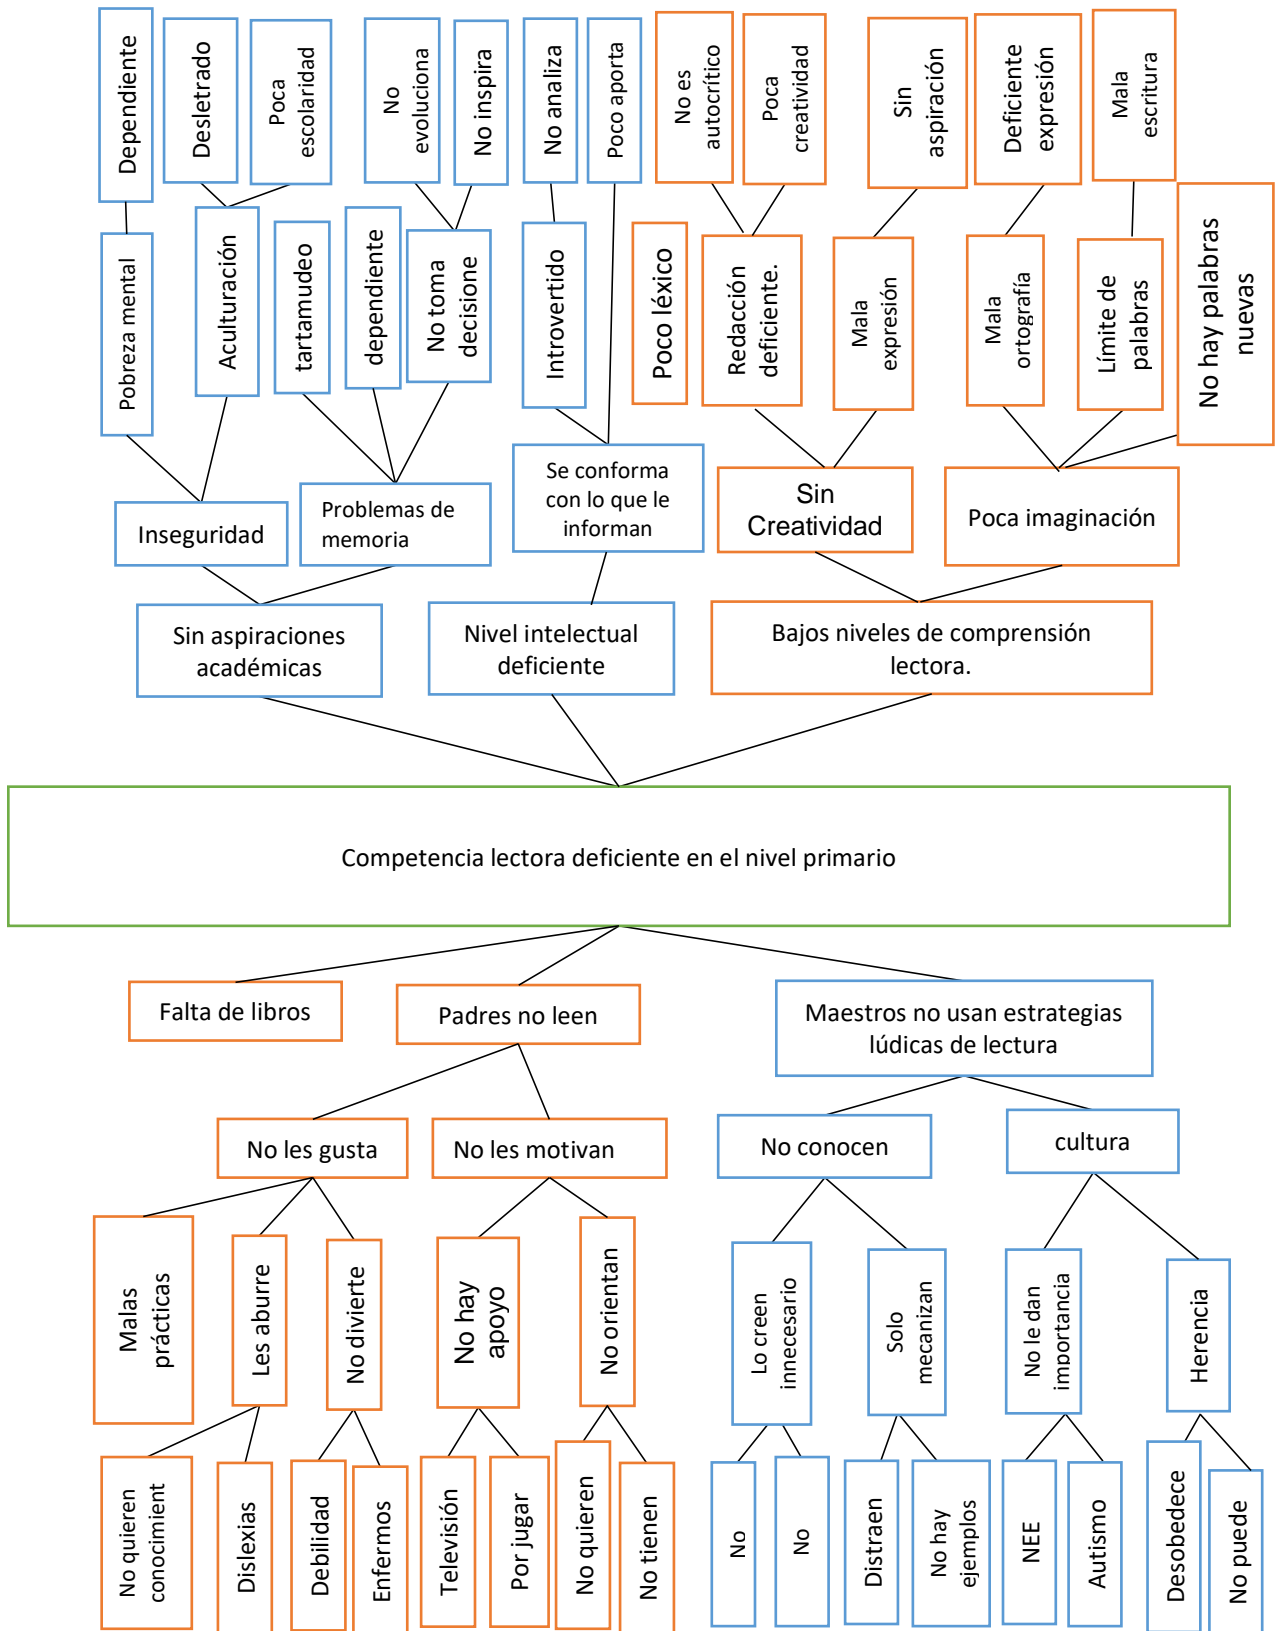 Dependiente
Desletrado
Poca
escolaridad
No
evoluciona
No inspira
No analiza
Poco aporta
No es
autocrítico
Poca
creatividad
Sin
aspiración
Deficiente
expresión
Mala
escritura
Pobreza mental
Aculturación
tartamudeo
dependiente
No toma
decisione
Introvertido
Poco léxico
Redacción
deficiente.
Mala
expresión
Mala
ortografía
Límite de
palabras
No hay palabras
nuevas
Inseguridad
Problemas de
memoria
Se conforma
con lo que le
informan
Sin
Creatividad
Poca imaginación
Sin aspiraciones
académicas
Nivel intelectual
deficiente
Bajos niveles de comprensión
lectora.
Competencia lectora deficiente en el nivel primario
Falta de libros
Padres no leen
Maestros no usan estrategias
lúdicas de lectura
No les gusta
No les motivan
No conocen
cultura
Malas
prácticas
Les aburre
No divierte
No hay
apoyo
No orientan
Lo creen
innecesario
Solo
mecanizan
No le dan
importancia
Herencia
No quieren
conocimient
Dislexias
Debilidad
Enfermos
Televisión
Por jugar
No quieren
No tienen
No
No
Distraen
No hay
ejemplos
NEE
Autismo
Desobedece
No puede